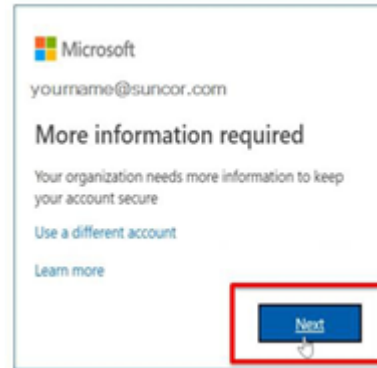 Microsoft
yourname@suncor.com
More information required
Your organization needs more information to keep
your account secure
Use a different account
Learn more
Next